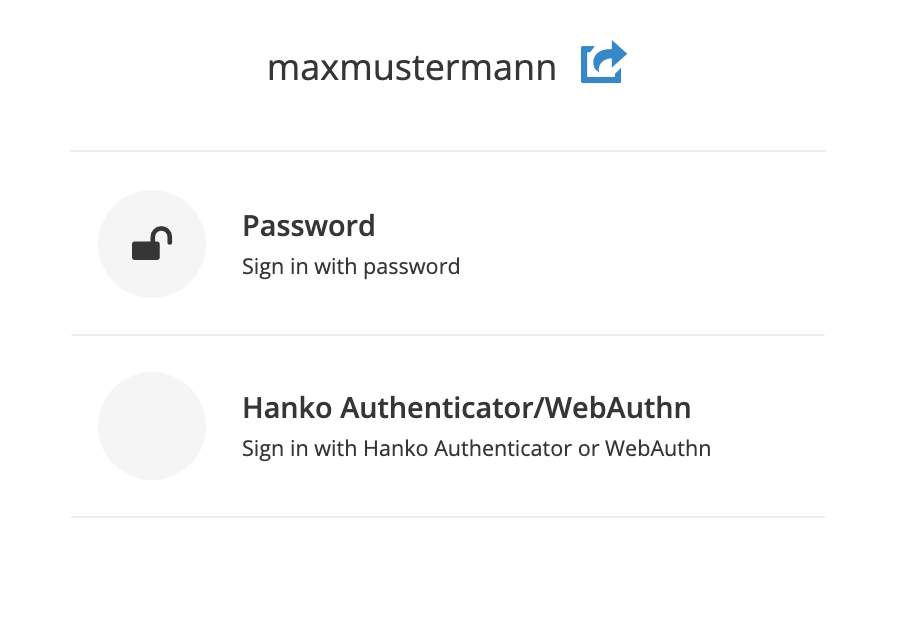 maxmustermann
Password
Sign in with password
Hanko Authenticator/WebAuthn
Sign in with Hanko Authenticator or WebAuthn